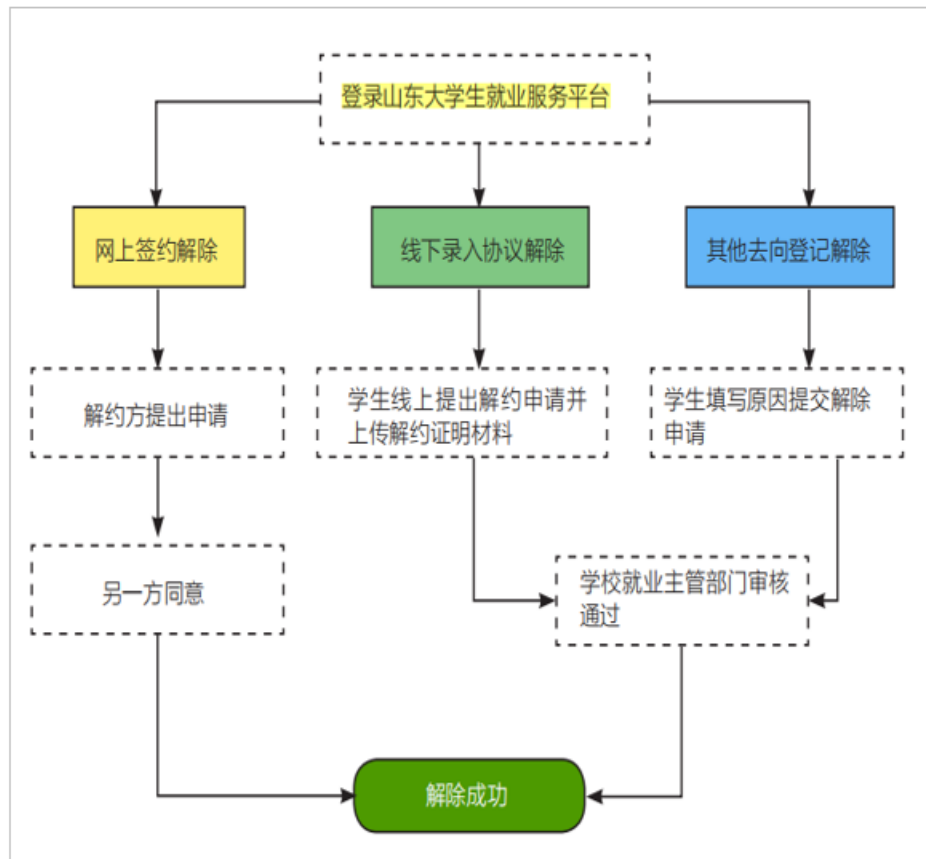 登录山东大学生就业服务平台
网上签约解除
线下录入协议解除
其他去向登记解除
解约方提出申请
学生线上提出解约申请并
上传解约证明材料
学生填写原因提交解除
申请
另一方同意
学校就业主管部门审核
通过
解除成功